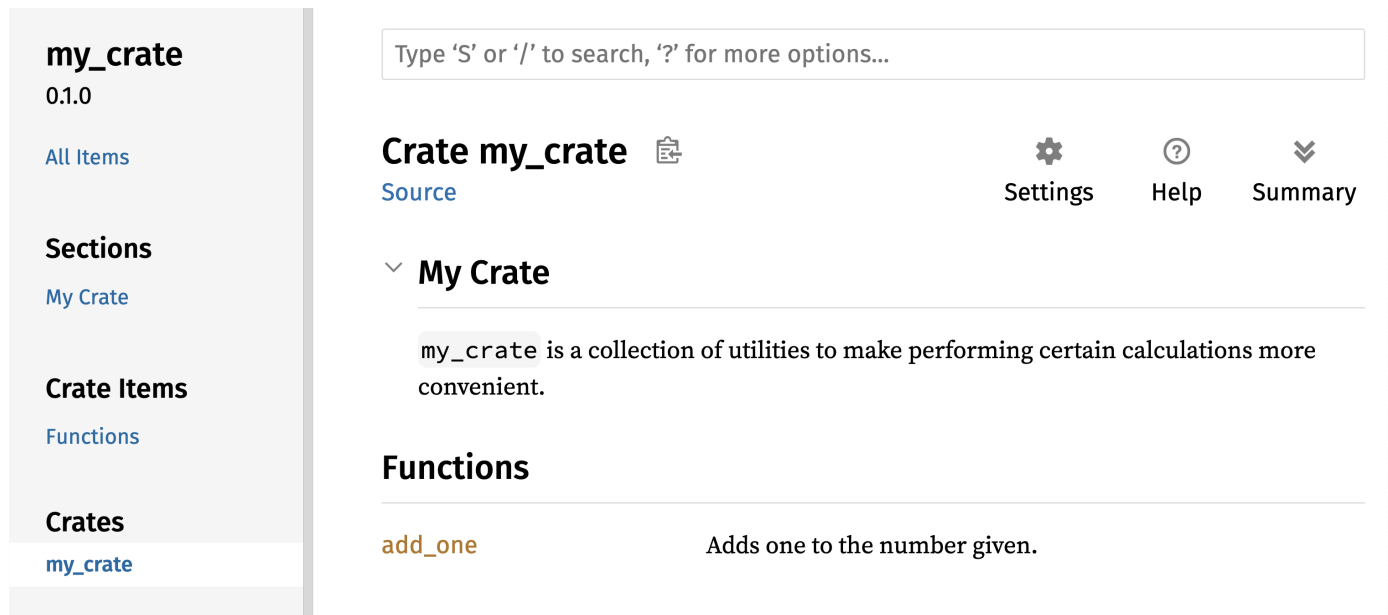 my_crate
0.1.0
All Items
Sections
My Crate
Crate Items
Functions
Crates
my_crate
Type ‘S’ or ‘/’ to search, ‘?’ for more options…
Crate my_crate
Source
Settings
Help
Summary
My Crate
my_crate is a collection of utilities to make performing certain calculations more
convenient.
Functions
add_one Adds one to the number given.